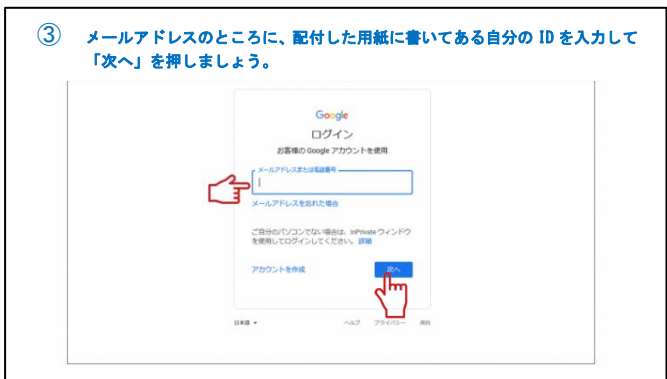 ③ メールアドレスのところに、配付した用紙に書いてある自分の ID を入力して
「次へ」を押しましょう。
Google
ログイン
お客様の Google アカウントを使用
メールアドレスまたは電話番号
メールアドレスを忘れた場合
ご自分のパソコンでない場合は、InPrivate ウィンドウ
を使用してログインしてください。 詳細
アカウントを作成 次へ
日本語 ヘルプ プライバシー 規約